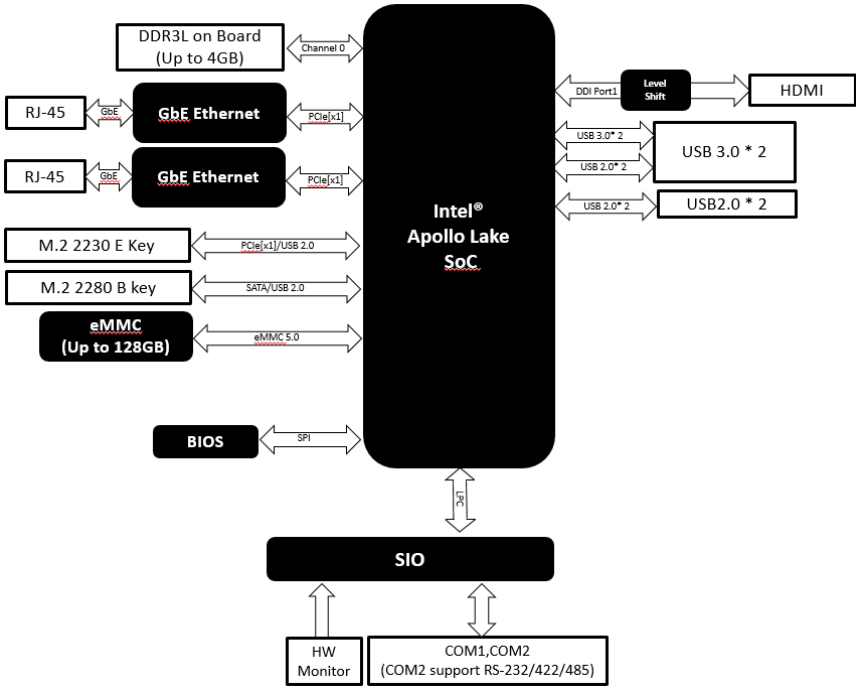 DDR3L on Board
(Up to 4GB)
Channel 0
RJ-45
GbE
GbE Ethernet
PCIe[x1]
RJ-45
GbE
GbE Ethernet
PCIe[x1]
M.2 2230 E Key
PCIe[x1]/USB 2.0
M.2 2280 B key
SATA/USB 2.0
eMMC
(Up to 128GB)
eMMC 5.0
BIOS
SPI
Intel®
Apollo Lake
SoC
DDI Port1
Level
Shift
HDMI
USB 3.0* 2
USB 2.0* 2
USB 3.0 * 2
USB 2.0* 2
USB2.0 * 2
LPC
SIO
HW
Monitor
COM1,COM2
(COM2 support RS-232/422/485)